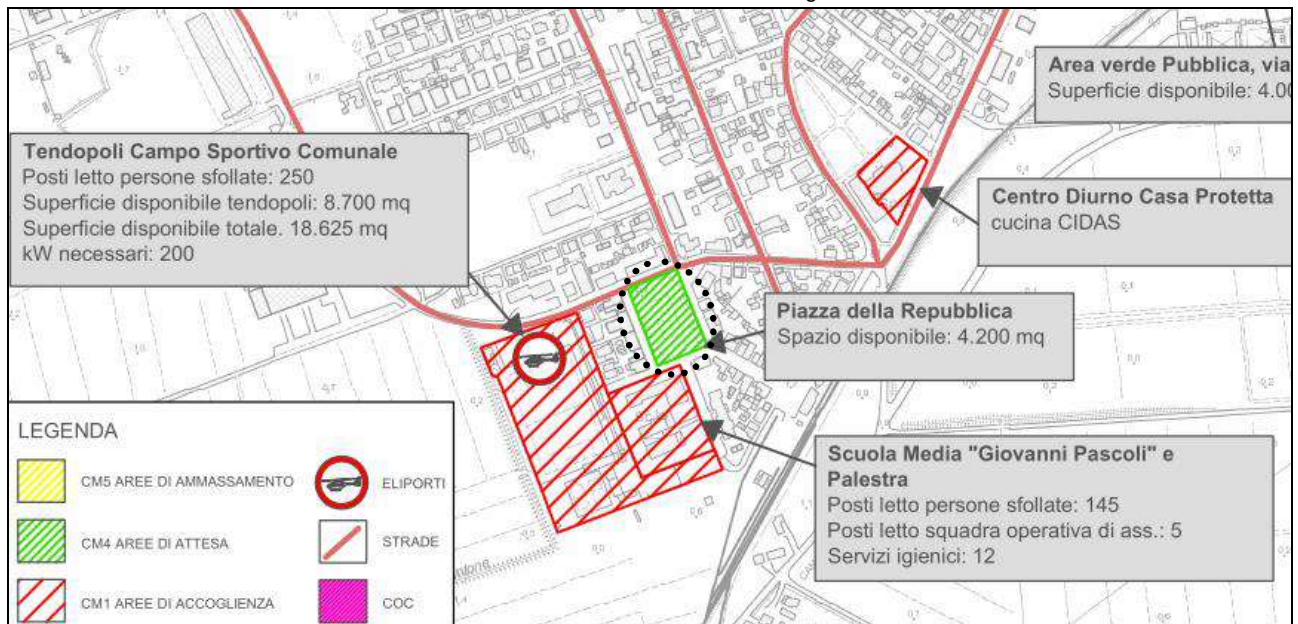 Area verde Pubblica, via
Superficie disponibile: 4.00
Tendopoli Campo Sportivo Comunale
Posti letto persone sfollate: 250
Superficie disponibile tendopoli: 8.700 mq
Superficie disponibile totale. 18.625 mq
kW necessari: 200
Centro Diurno Casa Protetta
cucina CIDAS
Piazza della Repubblica
Spazio disponibile: 4.200 mq
Scuola Media "Giovanni Pascoli" e
Palestra
Posti letto persone sfollate: 145
Posti letto squadra operativa di ass.: 5
Servizi igienici: 12
LEGENDA
CM5 AREE DI AMMASSAMENTO
ELIPORTI
CM4 AREE DI ATTESA
STRADE
CM1 AREE DI ACCOGLIENZA
COC